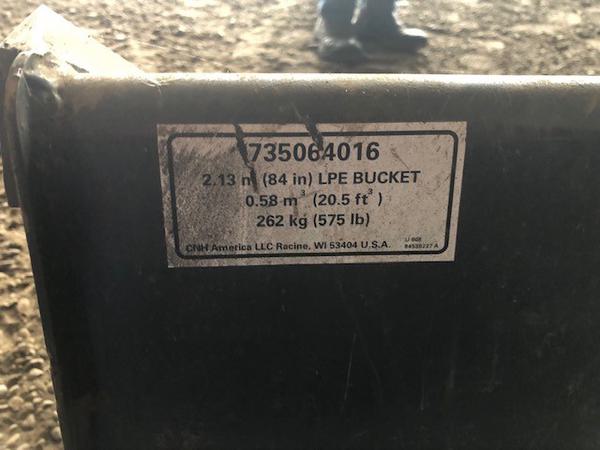 735064016
2.13 m (84 in) LPE BUCKET
0.58 m³ (20.5 ft³)
262 kg (575 lb)
CNH America LLC Racine, WI 53404 U.S.A.